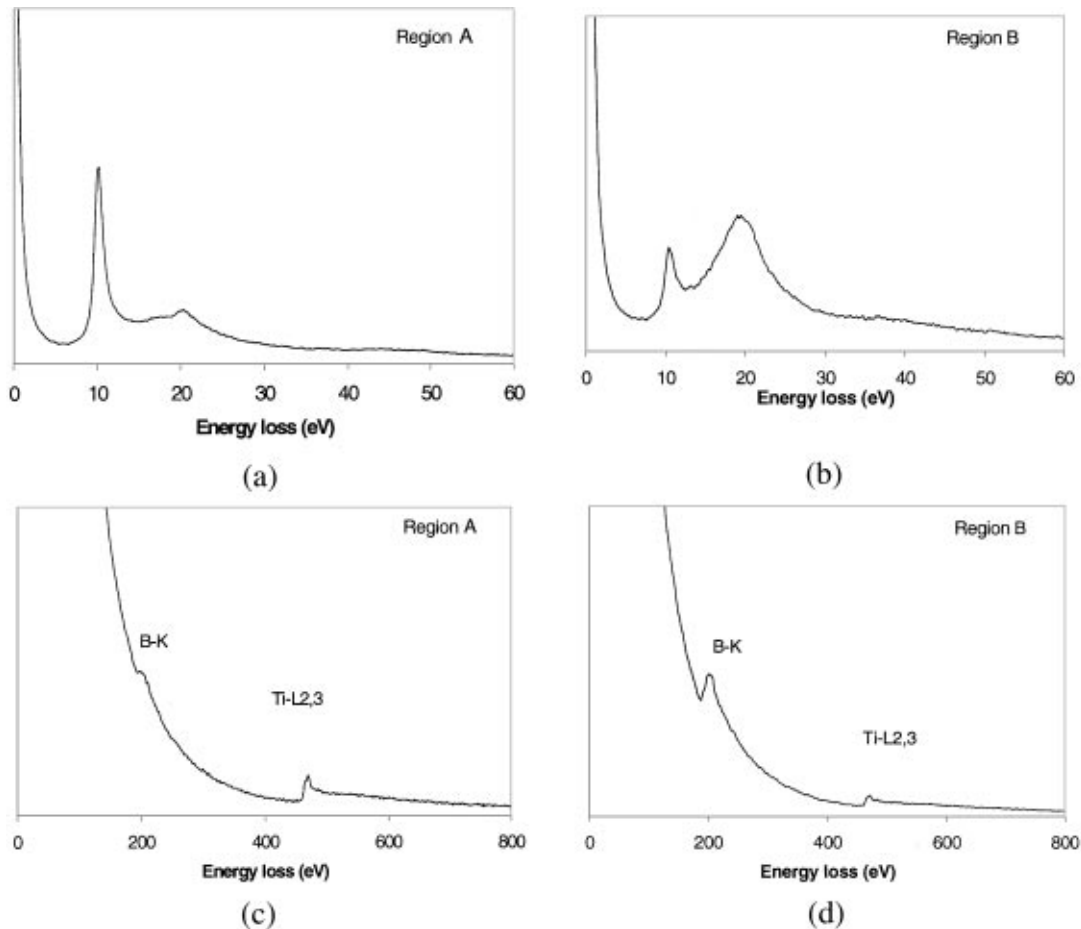 Region A
0 10 20 30 40 50 60
Energy loss (eV)
(a)
Region B
0 10 20 30 40 50 60
Energy loss (eV)
(b)
Region A
B-K
Ti-L2,3
0 200 400 600 800
Energy loss (eV)
(c)
Region B
B-K
Ti-L2,3
0 200 400 600 800
Energy loss (eV)
(d)